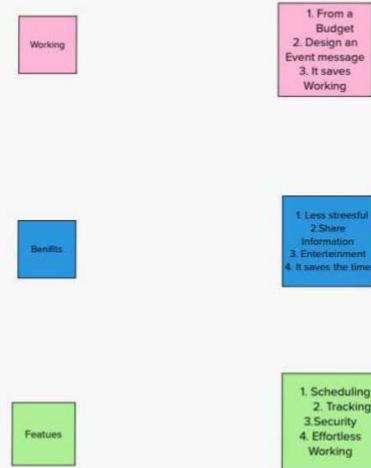 Working
1. From a
Budget
2. Design an
Event message
3. It saves
Working
Benifits
1. Less streesful
2.Share
Information
3. Enterteinment
4. It saves the time
Featues
1. Scheduling
2. Tracking
3.Security
4. Effortless
Working